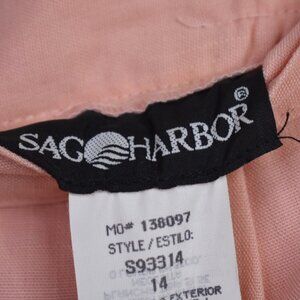 SAG HARBOR®
MO# 138097
STYLE/ESTILO:
S93314
14
EXTERIOR